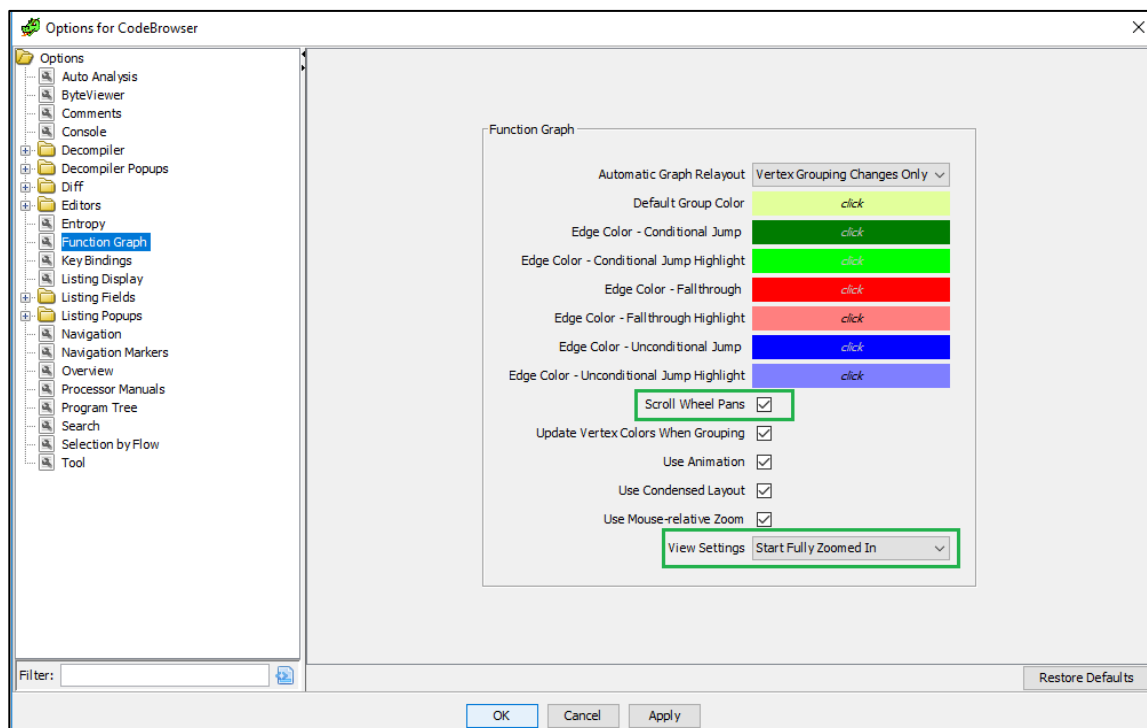 Options for CodeBrowser
Options
Auto Analysis
ByteViewer
Comments
Console
Decompiler
Decompiler Popups
Diff
Editors
Entropy
Function Graph
Key Bindings
Listing Display
Listing Fields
Listing Popups
Navigation
Navigation Markers
Overview
Processor Manuals
Program Tree
Search
Selection by Flow
Tool
Filter:
Function Graph
Automatic Graph Relayout Vertex Grouping Changes Only
Default Group Color click
Edge Color - Conditional Jump click
Edge Color - Conditional Jump Highlight click
Edge Color - Fallthrough click
Edge Color - Fallthrough Highlight click
Edge Color - Unconditional Jump click
Edge Color - Unconditional Jump Highlight click
Scroll Wheel Pans
Update Vertex Colors When Grouping
Use Animation
Use Condensed Layout
Use Mouse-relative Zoom
View Settings Start Fully Zoomed In
Restore Defaults
OK Cancel Apply